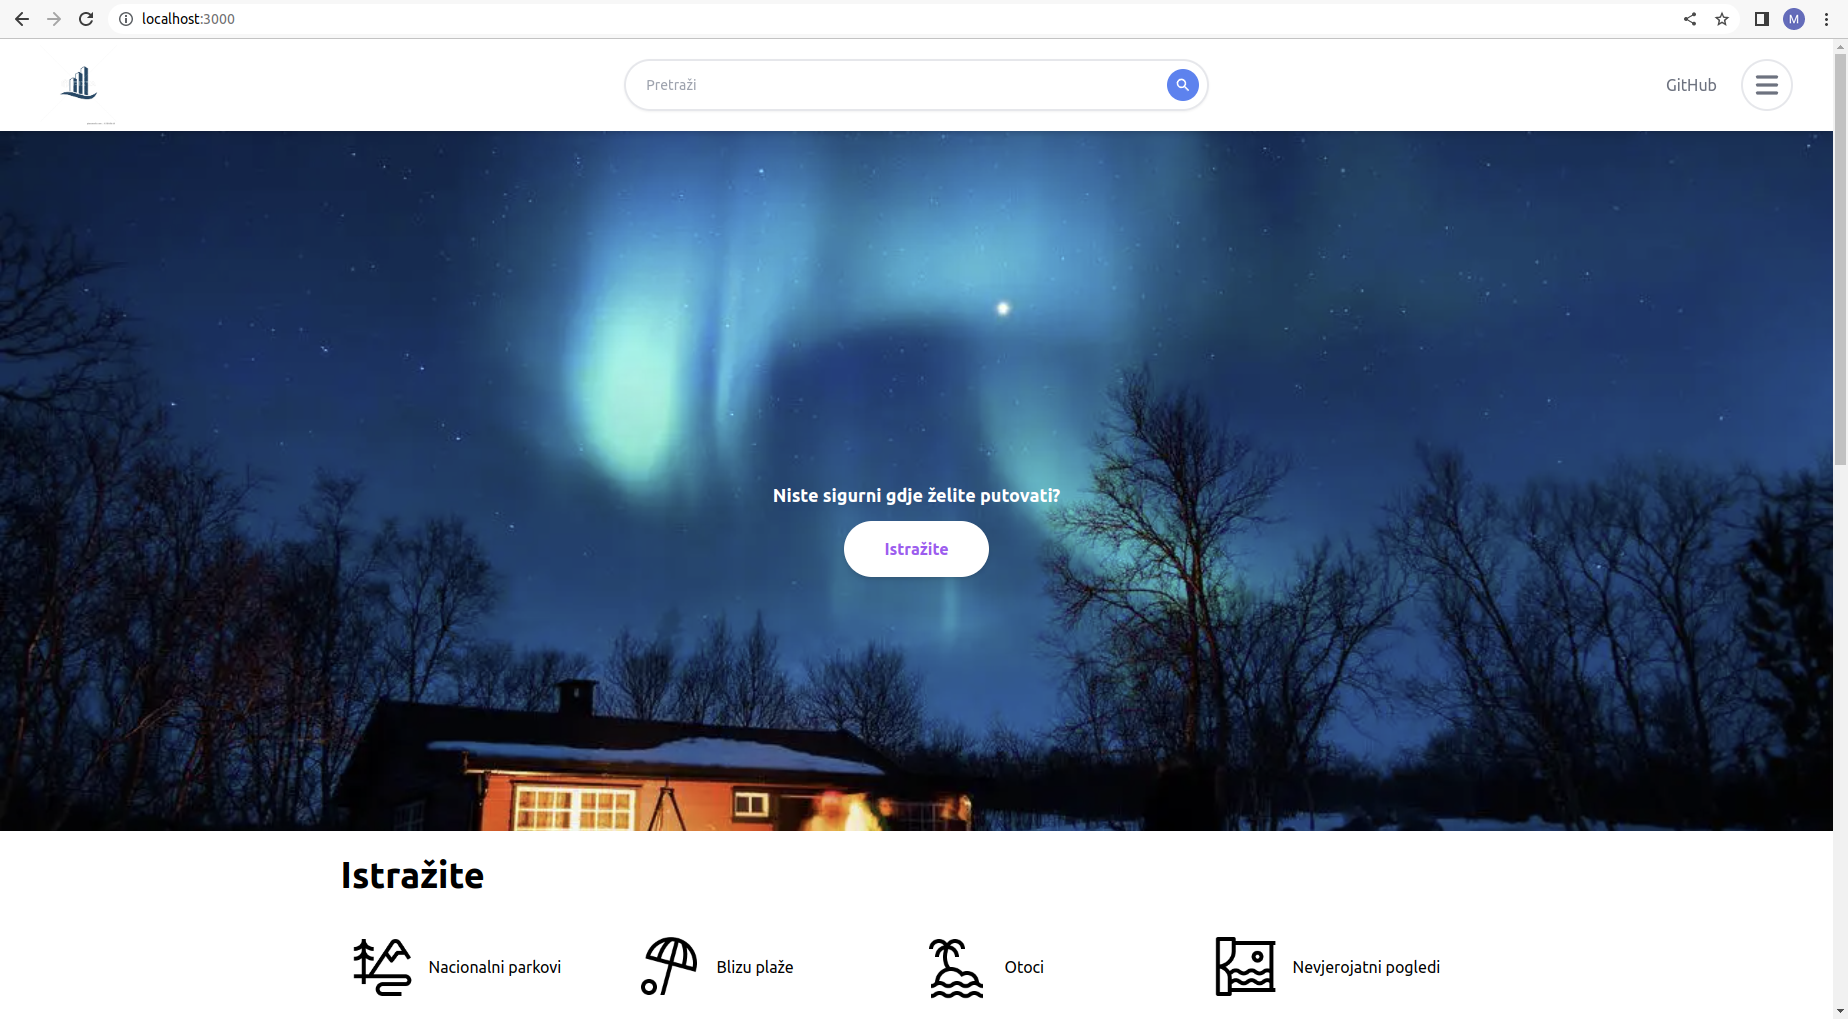 localhost:3000
M
Pretraži
GitHub
Niste sigurni gdje želite putovati?
Istražite
Istražite
Nacionalni parkovi
Blizu plaže
Otoci
Nevjerojatni pogledi